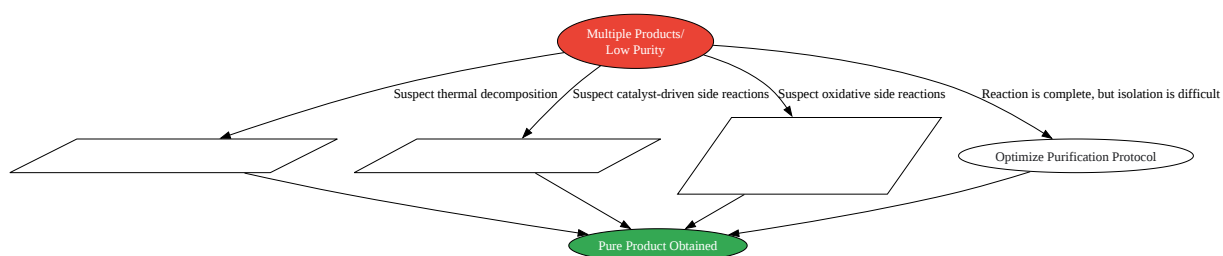 Multiple Products/
Low Purity
Suspect thermal decomposition
Suspect catalyst-driven side reactions
Suspect oxidative side reactions
Reaction is complete, but isolation is difficult
Optimize Purification Protocol
Pure Product Obtained